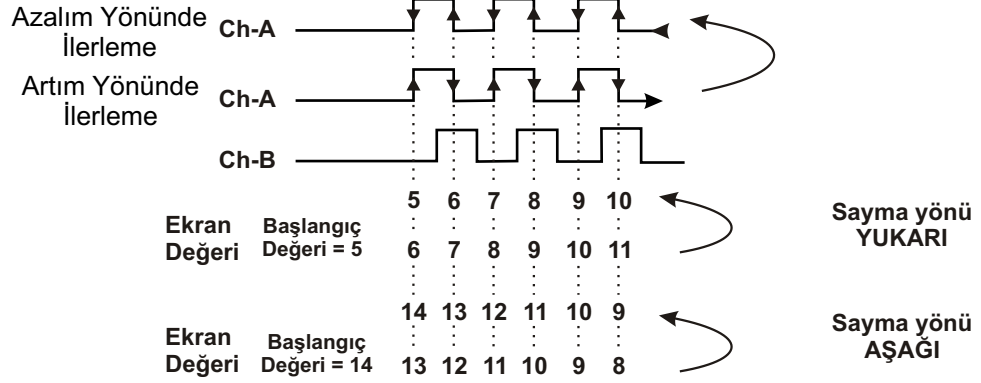 Azalım Yönünde
İlerleme
Ch-A
Artım Yönünde
İlerleme
Ch-A
Ch-B
5 6 7 8 9 10
Ekran
Değeri
Başlangıç
Değeri = 5
6 7 8 9 10 11
Sayma yönü
YUKARI
14 13 12 11 10 9
Ekran
Değeri
Başlangıç
Değeri = 14
13 12 11 10 9 8
Sayma yönü
AŞAĞI